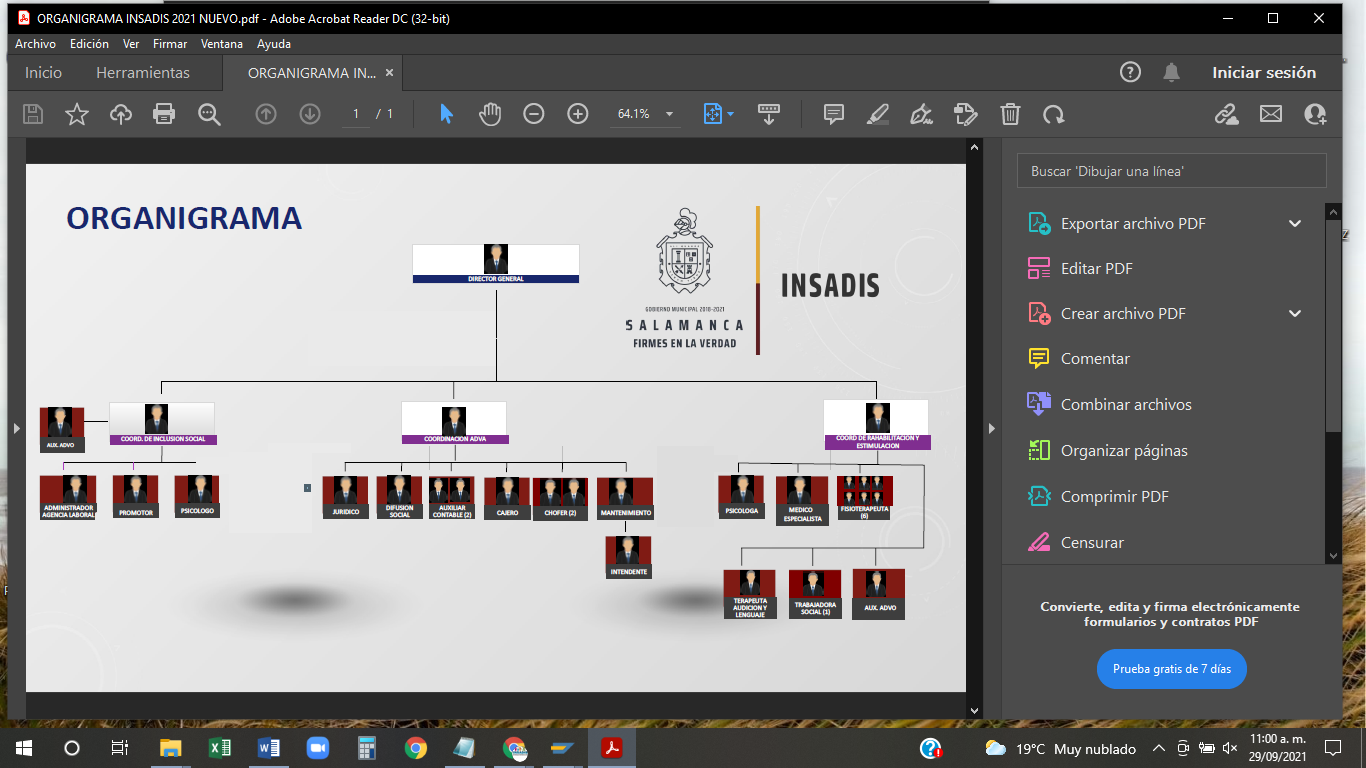 ORGANIGRAMA INSADIS 2021 NUEVO.pdf - Adobe Acrobat Reader DC (32-bit)
Archivo Edición Ver Firmar Ventana Ayuda
Inicio Herramientas ORGANIGRAMA IN... × Iniciar sesión
1 / 1 64.1%
ORGANIGRAMA
DIRECTOR GENERAL
GOBIERNO MUNICIPAL 2018-2021
SALAMANCA
FIRMES EN LA VERDAD
INSADIS
AUX. ADVO
COORD. DE INCLUSION SOCIAL
COORDINACION ADVA
COORD DE RAHABILITACION Y
ESTIMULACION
ADMINISTRADOR
AGENCIA LABORAL
PROMOTOR
PSICOLOGO
JURIDICO
DIFUSION
SOCIAL
AUXILIAR
CONTABLE (2)
CAJERO
CHOFER (2)
MANTENIMIENTO
INTENDENTE
PSICOLOGA
MEDICO
ESPECIALISTA
FISIOTERAPEUTA
(6)
TERAPEUTA
AUDICION Y
LENGUAJE
TRABAJADORA
SOCIAL (1)
AUX. ADVO
Buscar 'Dibujar una línea'
Exportar archivo PDF
Editar PDF
Crear archivo PDF
Comentar
Combinar archivos
Organizar páginas
Comprimir PDF
Censurar
Convierte, edita y firma electrónicamente
formularios y contratos PDF
Prueba gratis de 7 días
19°C Muy nublado
11:00 a. m.
29/09/2021